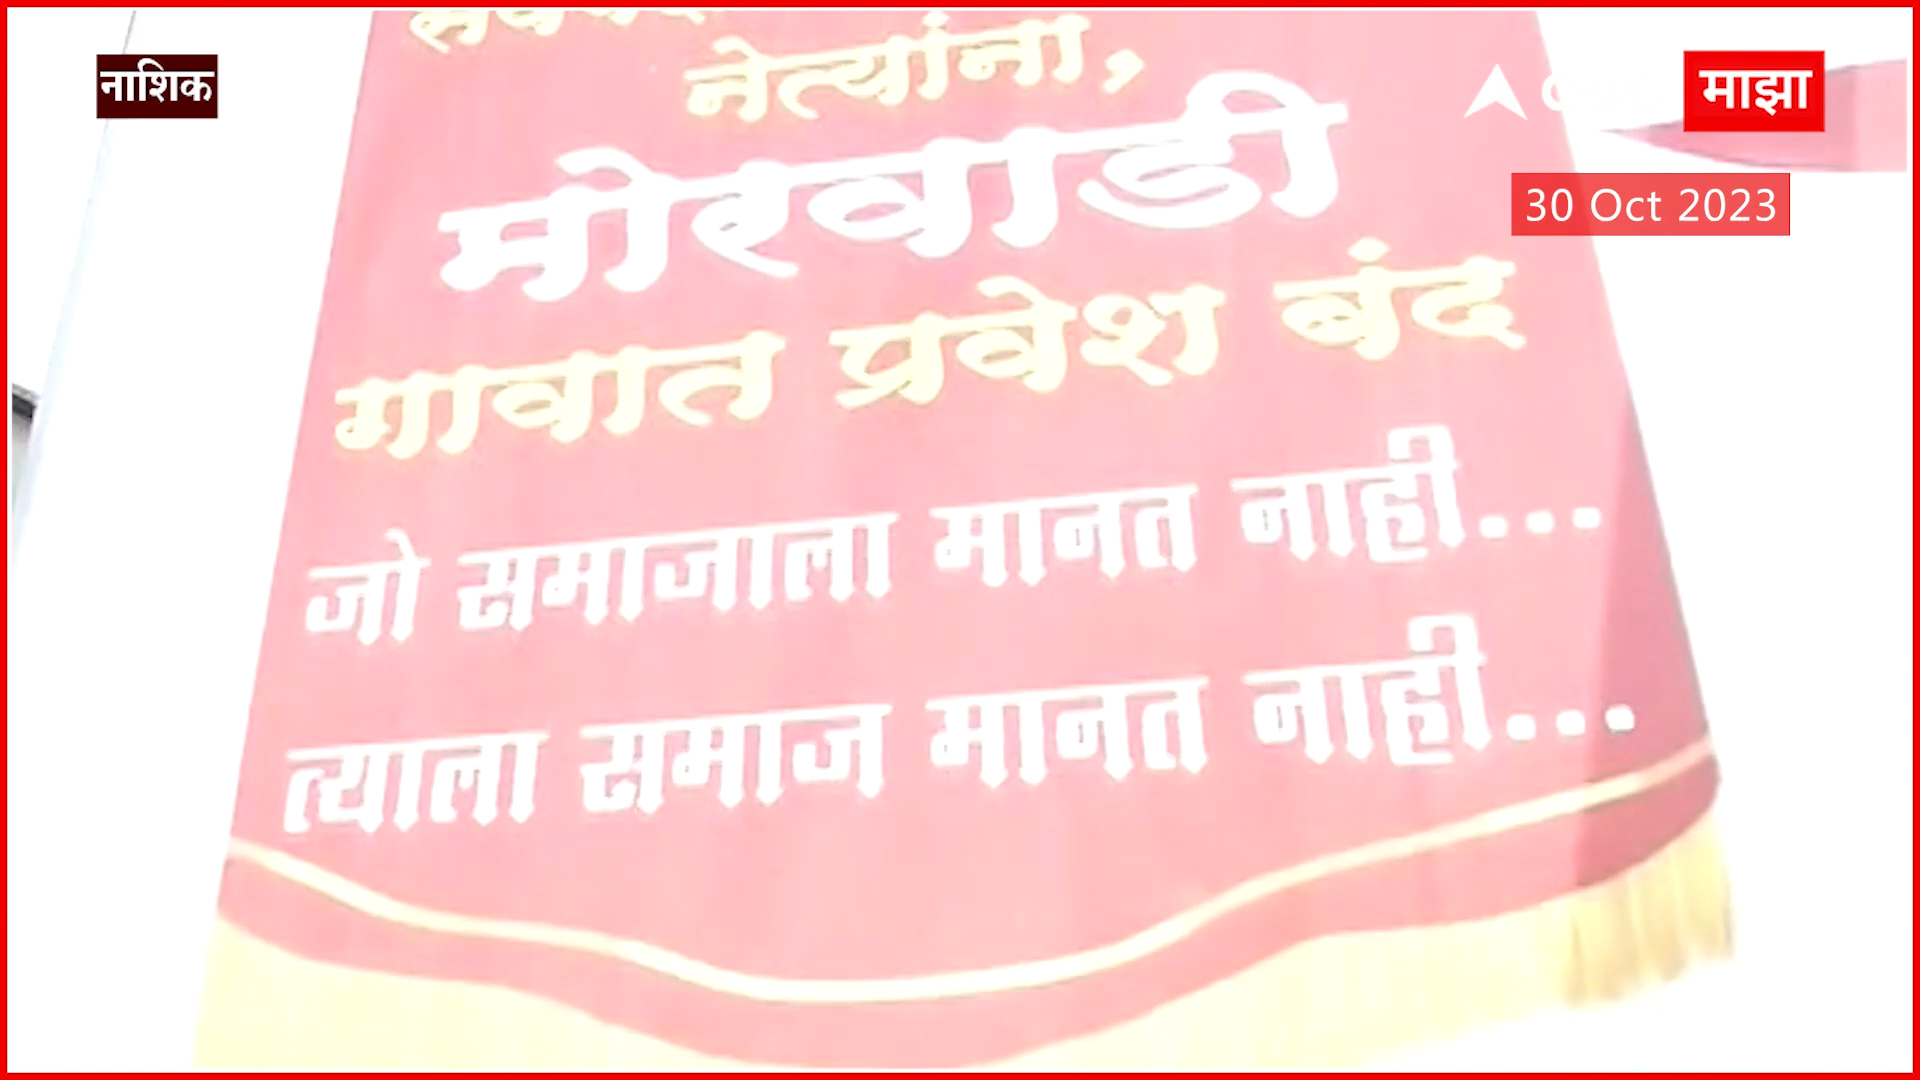 नाशिक
माझा
30 Oct 2023
नेत्यांना,
मोरवाडी
गावात प्रवेश बंद
जो समाजाला मानत नाही...
त्याला समाज मानत नाही...